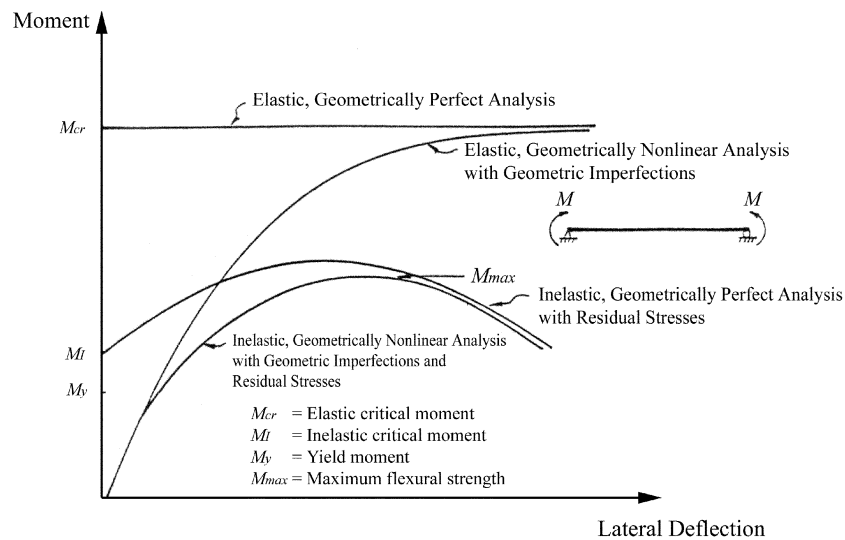 Moment
Elastic, Geometrically Perfect Analysis
Mcr
Elastic, Geometrically Nonlinear Analysis
with Geometric Imperfections
M M
Mmax
Inelastic, Geometrically Perfect Analysis
with Residual Stresses
Inelastic, Geometrically Nonlinear Analysis
with Geometric Imperfections and
Residual Stresses
MI
My
Mcr = Elastic critical moment
MI = Inelastic critical moment
My = Yield moment
Mmax = Maximum flexural strength
Lateral Deflection